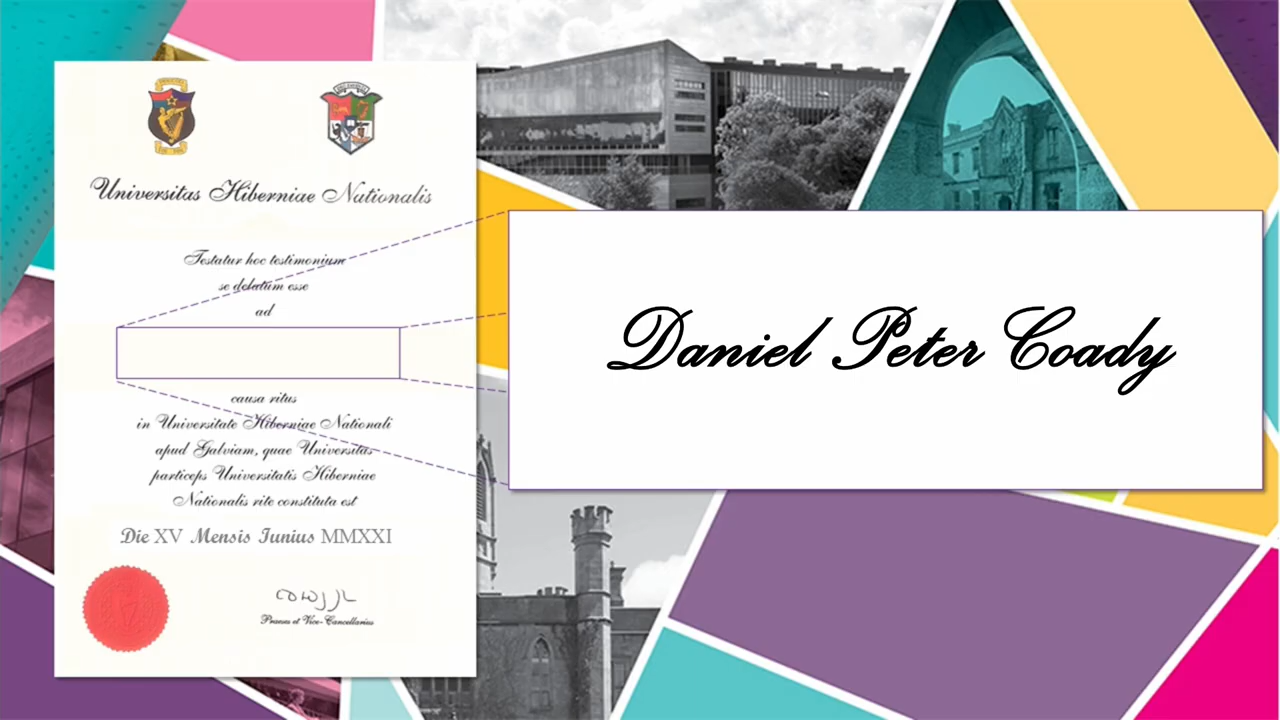 Universitas Hiberniae Nationalis
Testatur hoc testimonium
se delatum esse
ad
causa ritus
in Universitate Hiberniae Nationali
apud Galviam, quae Universitas
particeps Universitatis Hiberniae
Nationalis rite constituta est
Die XV Mensis Iunius MMXXI
Praeses et Vice-Cancellarius
Daniel Peter Coady